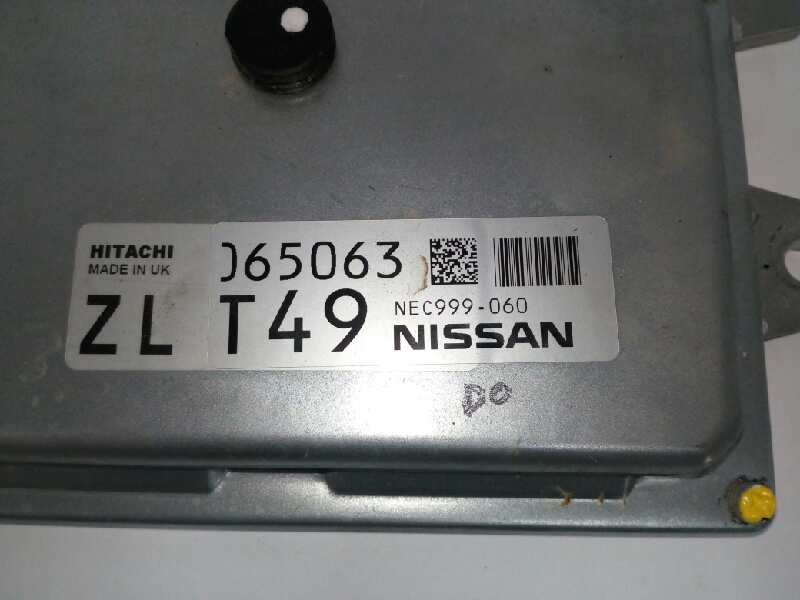 HITACHI
MADE IN UK
065063
ZL T49
NEC999-060
NISSAN
DO